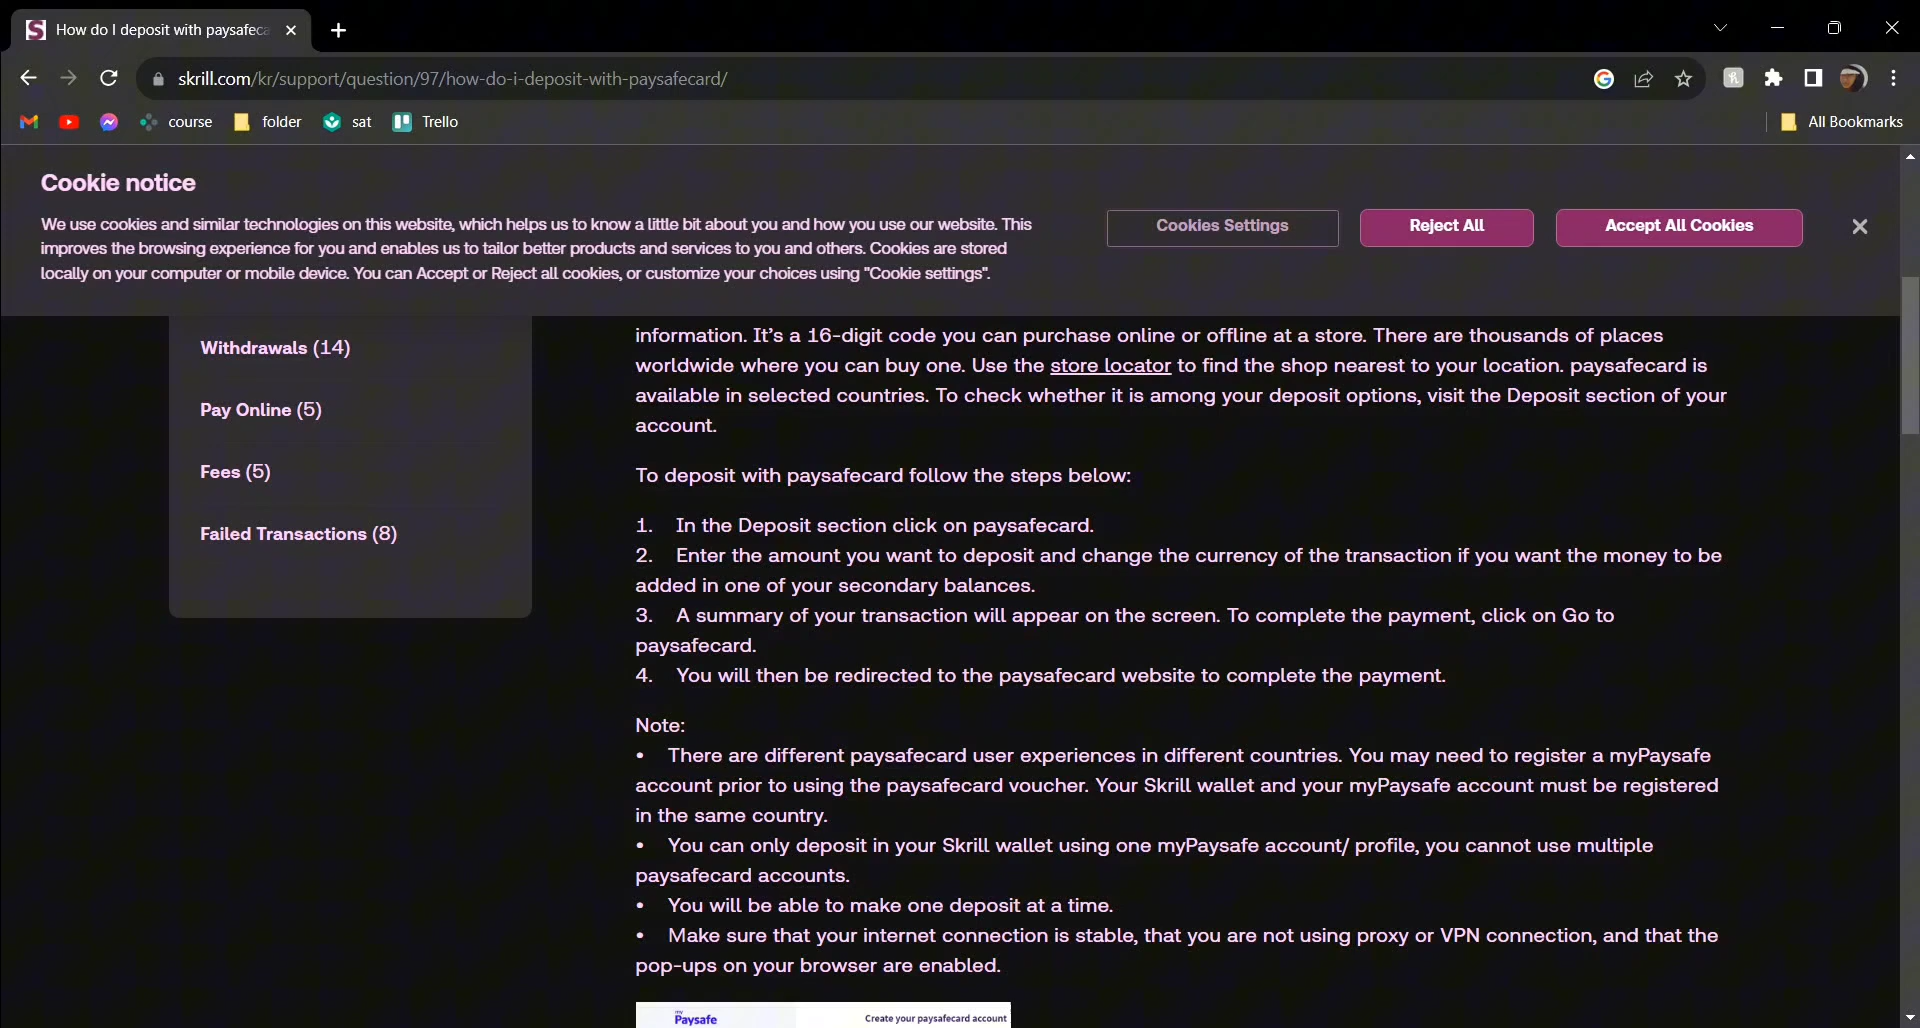 How do I deposit with paysafeca
skrill.com/kr/support/question/97/how-do-i-deposit-with-paysafecard/
course
folder
sat
Trello
All Bookmarks
Cookie notice
We use cookies and similar technologies on this website, which helps us to know a little bit about you and how you use our website. This
improves the browsing experience for you and enables us to tailor better products and services to you and others. Cookies are stored
locally on your computer or mobile device. You can Accept or Reject all cookies, or customize your choices using "Cookie settings".
Cookies Settings
Reject All
Accept All Cookies
Withdrawals (14)
Pay Online (5)
Fees (5)
Failed Transactions (8)
information. It's a 16-digit code you can purchase online or offline at a store. There are thousands of places
worldwide where you can buy one. Use the store locator to find the shop nearest to your location. paysafecard is
available in selected countries. To check whether it is among your deposit options, visit the Deposit section of your
account.
To deposit with paysafecard follow the steps below:
1. In the Deposit section click on paysafecard.
2. Enter the amount you want to deposit and change the currency of the transaction if you want the money to be
added in one of your secondary balances.
3. A summary of your transaction will appear on the screen. To complete the payment, click on Go to
paysafecard.
4. You will then be redirected to the paysafecard website to complete the payment.
Note:
• There are different paysafecard user experiences in different countries. You may need to register a myPaysafe
account prior to using the paysafecard voucher. Your Skrill wallet and your myPaysafe account must be registered
in the same country.
• You can only deposit in your Skrill wallet using one myPaysafe account/ profile, you cannot use multiple
paysafecard accounts.
• You will be able to make one deposit at a time.
• Make sure that your internet connection is stable, that you are not using proxy or VPN connection, and that the
pop-ups on your browser are enabled.
my
Paysafe
Create your paysafecard account